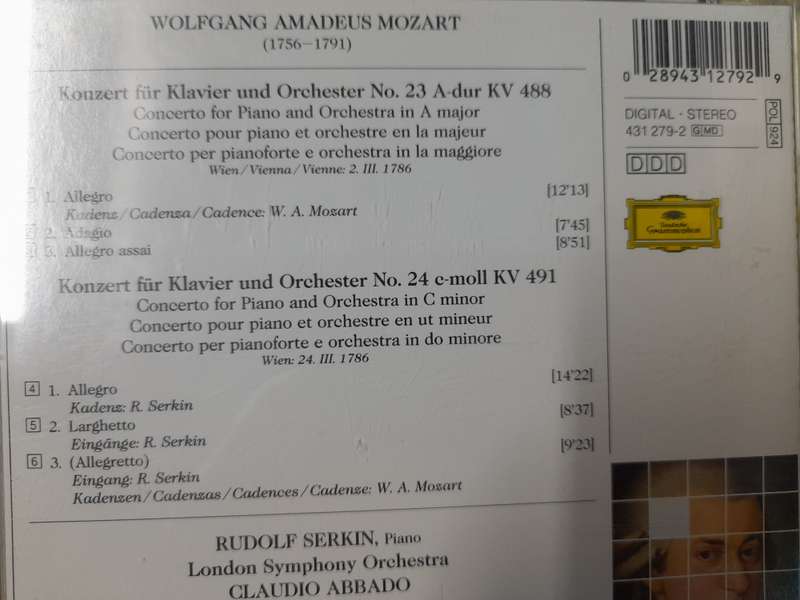 WOLFGANG AMADEUS MOZART
(1756–1791)
Konzert für Klavier und Orchester No. 23 A-dur KV 488
Concerto for Piano and Orchestra in A major
Concerto pour piano et orchestre en la majeur
Concerto per pianoforte e orchestra in la maggiore
Wien/Vienna/Vienne: 2. III. 1786
1. Allegro [12'13]
Kadenz/Cadenza/Cadence: W. A. Mozart
2. Adagio [7'45]
3. Allegro assai [8'51]
Konzert für Klavier und Orchester No. 24 c-moll KV 491
Concerto for Piano and Orchestra in C minor
Concerto pour piano et orchestre en ut mineur
Concerto per pianoforte e orchestra in do minore
Wien: 24. III. 1786
4 1. Allegro [14'22]
Kadenz: R. Serkin
5 2. Larghetto [8'37]
Eingänge: R. Serkin
6 3. (Allegretto) [9'23]
Eingang: R. Serkin
Kadenzen/Cadenzas/Cadences/Cadenze: W. A. Mozart
RUDOLF SERKIN, Piano
London Symphony Orchestra
CLAUDIO ABBADO
0 28943 12792 9
DIGITAL · STEREO
431 279-2 GMD
POL 924
DDD
Deutsche
Grammophon